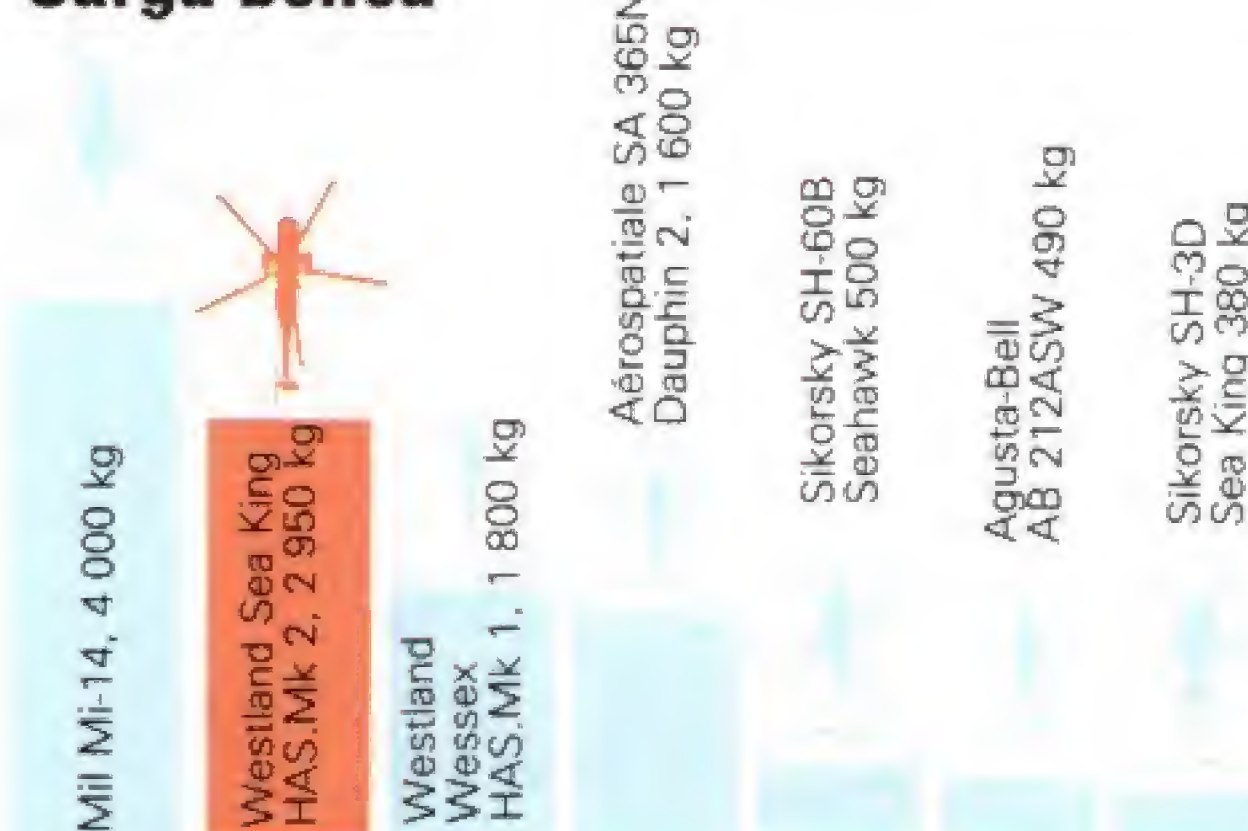 Carga bélica
Mil Mi-14, 4 000 kg
Westland Sea King
HAS.Mk 2, 2 950 kg
Westland
Wessex
HAS.Mk 1, 1 800 kg
Aérospatiale SA 365N
Dauphin 2, 1 600 kg
Sikorsky SH-60B
Seahawk 500 kg
Agusta-Bell
AB 212ASW 490 kg
Sikorsky SH-3D
Sea King 380 kg